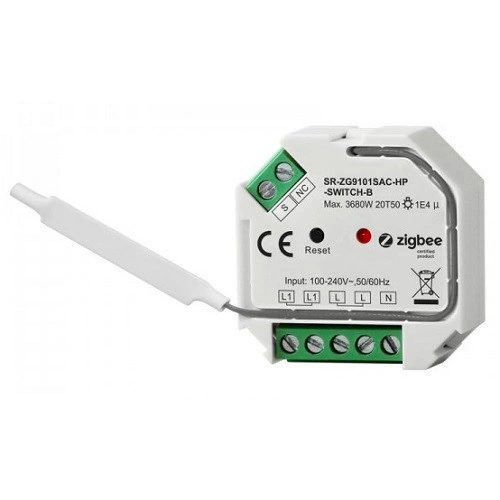 S NC
SR-ZG9101SAC-HP
-SWITCH-B
Max. 3680W 20T50 1E4 µ
CE
Reset
zigbee
certified
product
Input: 100-240V~,50/60Hz
L1 L1 L L N